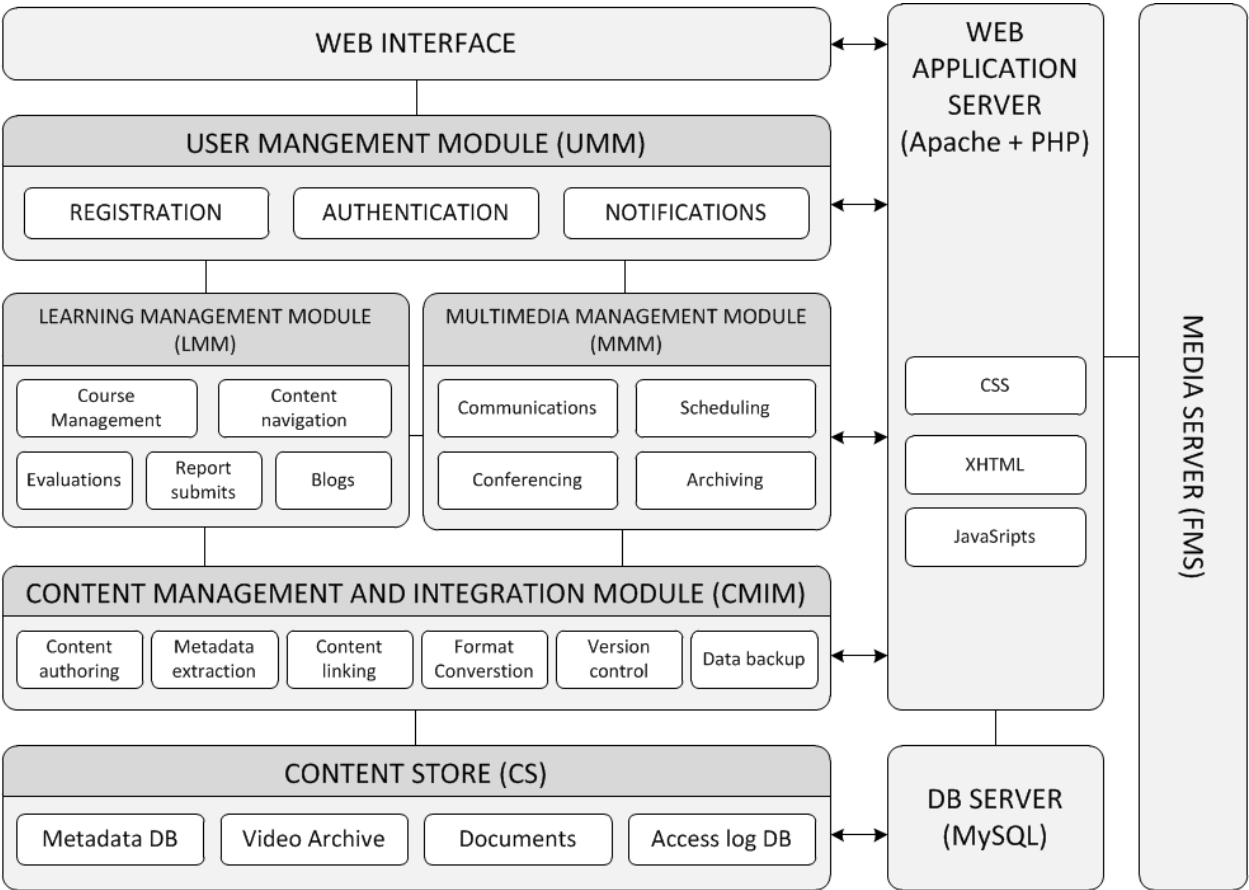 WEB INTERFACE
USER MANGEMENT MODULE (UMM)
REGISTRATION
AUTHENTICATION
NOTIFICATIONS
LEARNING MANAGEMENT MODULE
(LMM)
Course
Management
Content
navigation
Evaluations
Report
submits
Blogs
MULTIMEDIA MANAGEMENT MODULE
(MMM)
Communications
Scheduling
Conferencing
Archiving
CONTENT MANAGEMENT AND INTEGRATION MODULE (CMIM)
Content
authoring
Metadata
extraction
Content
linking
Format
Converstion
Version
control
Data backup
CONTENT STORE (CS)
Metadata DB
Video Archive
Documents
Access log DB
WEB
APPLICATION
SERVER
(Apache + PHP)
CSS
XHTML
JavaSripts
DB SERVER
(MySQL)
MEDIA SERVER (FMS)